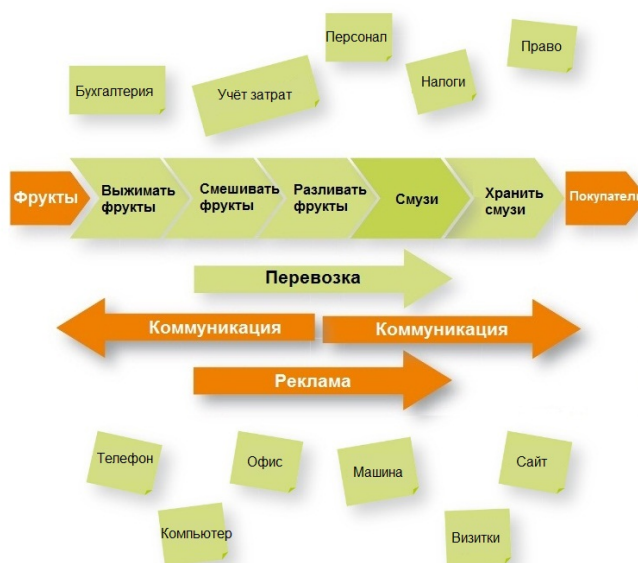 Персонал
Право
Бухгалтерия
Учёт затрат
Налоги
Фрукты
Выжимать
фрукты
Смешивать
фрукты
Разливать
фрукты
Смузи
Хранить
смузи
Покупатель
Перевозка
Коммуникация
Коммуникация
Реклама
Телефон
Офис
Машина
Сайт
Компьютер
Визитки